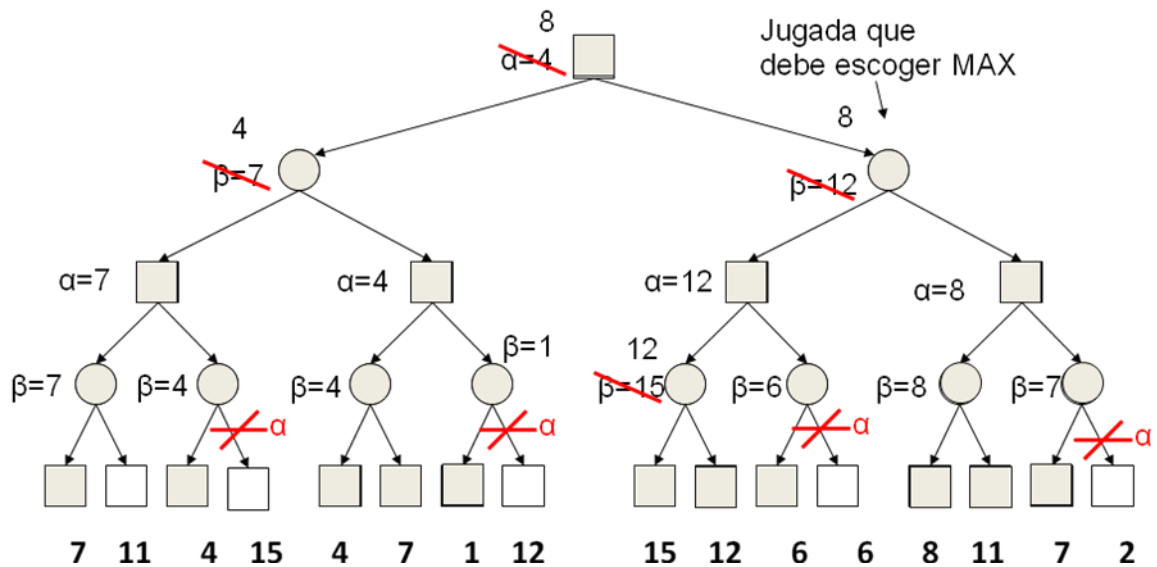 8
α=4
Jugada que
debe escoger MAX
4
β=7
8
β=12
α=7
α=4
α=12
α=8
β=7
β=4
β=4
β=1
12
β=15
β=6
β=8
β=7
α
α
α
α
7 11 4 15 4 7 1 12 15 12 6 6 8 11 7 2